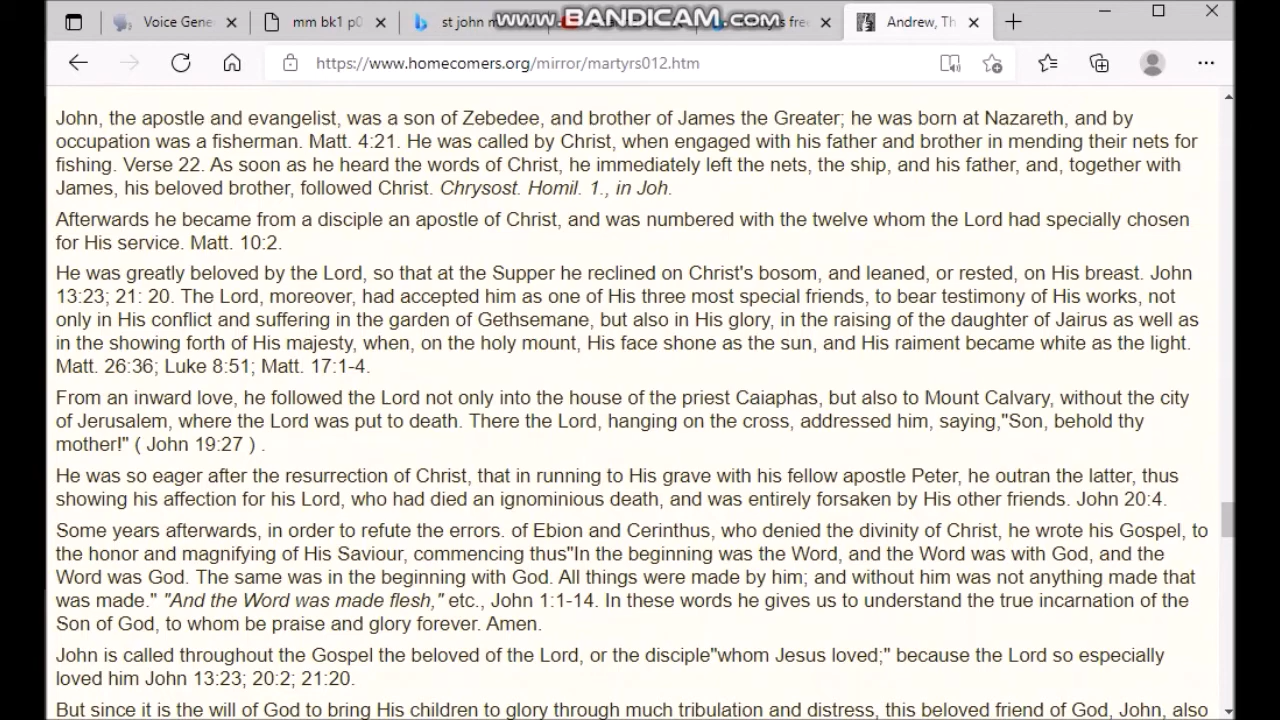 Voice Gene
mm bk1 p0
st john m
www.BANDICAM.com
fre
Andrew, Th
https://www.homecomers.org/mirror/martyrs012.htm
John, the apostle and evangelist, was a son of Zebedee, and brother of James the Greater; he was born at Nazareth, and by
occupation was a fisherman. Matt. 4:21. He was called by Christ, when engaged with his father and brother in mending their nets for
fishing. Verse 22. As soon as he heard the words of Christ, he immediately left the nets, the ship, and his father, and, together with
James, his beloved brother, followed Christ. Chrysost. Homil. 1., in Joh.
Afterwards he became from a disciple an apostle of Christ, and was numbered with the twelve whom the Lord had specially chosen
for His service. Matt. 10:2.
He was greatly beloved by the Lord, so that at the Supper he reclined on Christ's bosom, and leaned, or rested, on His breast. John
13:23; 21: 20. The Lord, moreover, had accepted him as one of His three most special friends, to bear testimony of His works, not
only in His conflict and suffering in the garden of Gethsemane, but also in His glory, in the raising of the daughter of Jairus as well as
in the showing forth of His majesty, when, on the holy mount, His face shone as the sun, and His raiment became white as the light.
Matt. 26:36; Luke 8:51; Matt. 17:1-4.
From an inward love, he followed the Lord not only into the house of the priest Caiaphas, but also to Mount Calvary, without the city
of Jerusalem, where the Lord was put to death. There the Lord, hanging on the cross, addressed him, saying,"Son, behold thy
mother!" ( John 19:27 ) .
He was so eager after the resurrection of Christ, that in running to His grave with his fellow apostle Peter, he outran the latter, thus
showing his affection for his Lord, who had died an ignominious death, and was entirely forsaken by His other friends. John 20:4.
Some years afterwards, in order to refute the errors. of Ebion and Cerinthus, who denied the divinity of Christ, he wrote his Gospel, to
the honor and magnifying of His Saviour, commencing thus"In the beginning was the Word, and the Word was with God, and the
Word was God. The same was in the beginning with God. All things were made by him; and without him was not anything made that
was made." "And the Word was made flesh," etc., John 1:1-14. In these words he gives us to understand the true incarnation of the
Son of God, to whom be praise and glory forever. Amen.
John is called throughout the Gospel the beloved of the Lord, or the disciple"whom Jesus loved;" because the Lord so especially
loved him John 13:23; 20:2; 21:20.
But since it is the will of God to bring His children to glory through much tribulation and distress, this beloved friend of God, John, also